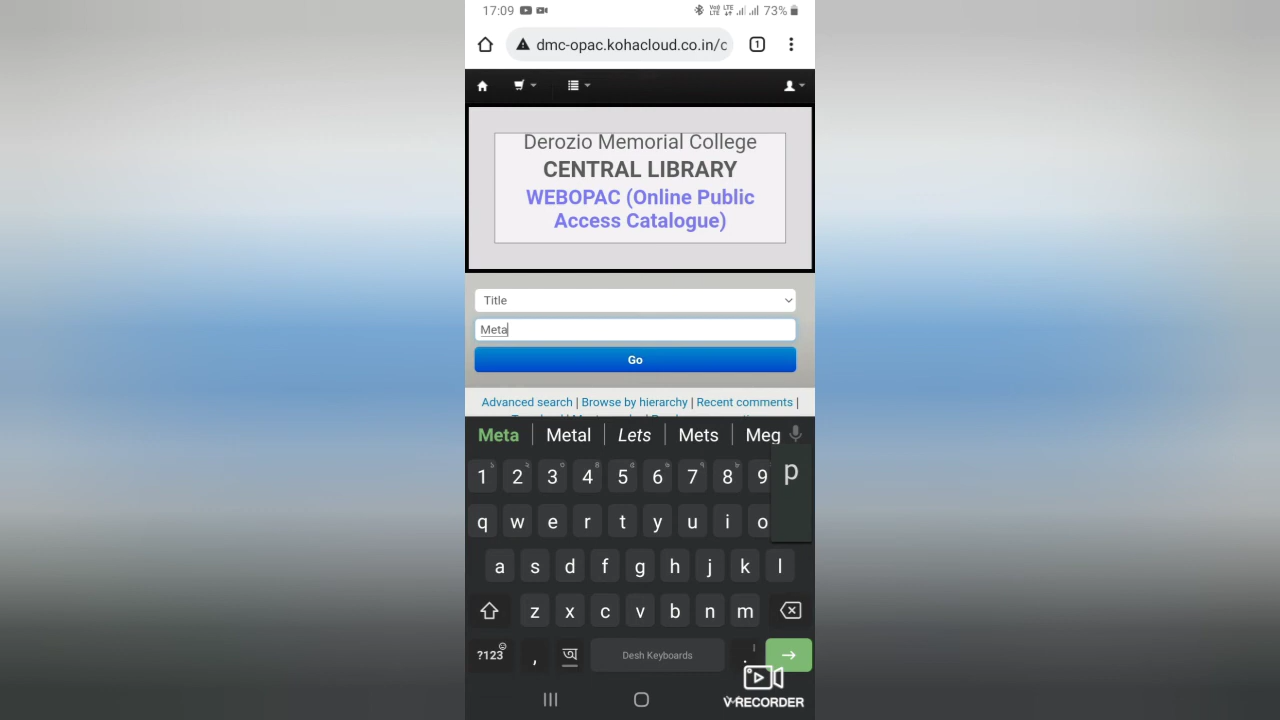 17:09 73%
dmc-opac.kohacloud.co.in/c 1
Derozio Memorial College
CENTRAL LIBRARY
WEBOPAC (Online Public
Access Catalogue)
Title
Meta
Go
Advanced search | Browse by hierarchy | Recent comments |
Meta Metal Lets Mets Meg
1 2 3 4 5 6 7 8 9 p
q w e r t y u i o
a s d f g h j k l
z x c v b n m
?123 , অ Desh Keyboards .
V-RECORDER